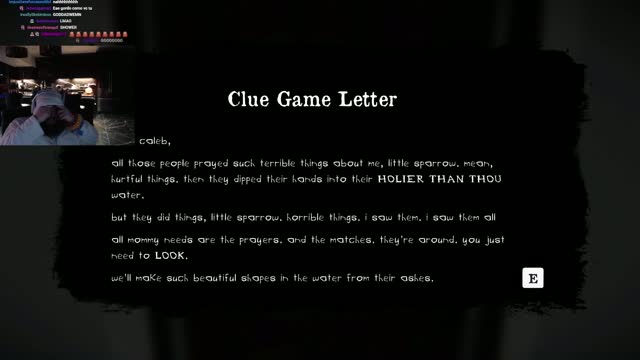 Clue Game Letter
caleb,
all those people prayed such terrible things about me, little sparrow. mean,
hurtful things. then they dipped their hands into their HOLIER THAN THOU
water.
but they did things, little sparrow. horrible things. i saw them. i saw them all
all mommy needs are the prayers. and the matches. they're around. you just
need to LOOK.
we'll make such beautiful shapes in the water from their ashes.
E